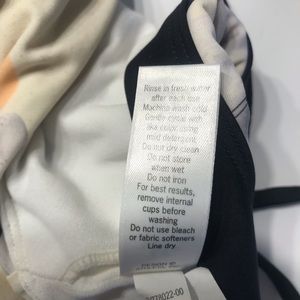 Rinse in fresh water
after each use
Machine wash cold
Gentle cycle with
like color using
mild detergent
Do not dry clean
Do not store
when wet
Do not iron
For best results,
remove internal
cups before
washing
Do not use bleach
or fabric softeners
Line dry
DESIGN ©